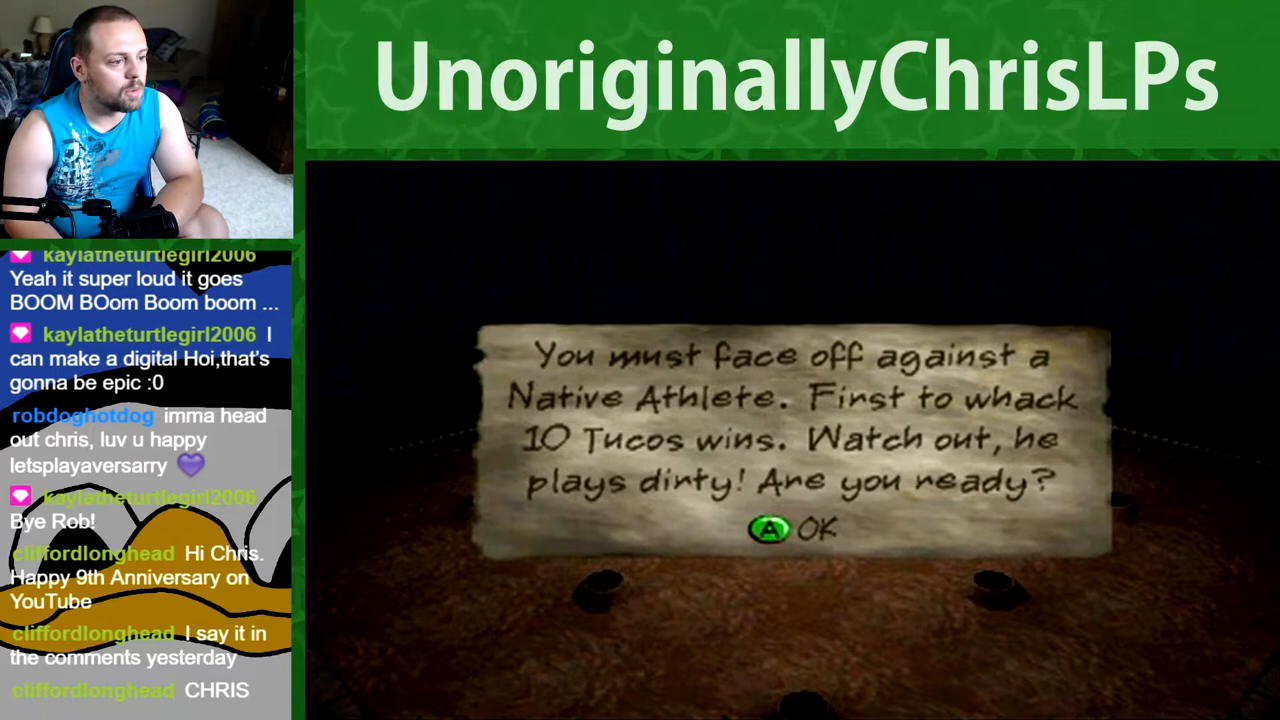 UnoriginallyChrisLPs
kaylatheturtlegirl2006
Yeah it super loud it goes
BOOM BOom Boom boom ...
kaylatheturtlegirl2006 I
can make a digital Hoi,that's
gonna be epic :0
robdoghotdog imma head
out chris, luv u happy
letsplayaversarry 💜
kaylatheturtlegirl2006
Bye Rob!
cliffordlonghead Hi Chris.
Happy 9th Anniversary on
YouTube
cliffordlonghead I say it in
the comments yesterday
cliffordlonghead CHRIS
You must face off against a
Native Athlete. First to whack
10 Tucos wins. Watch out, he
plays dirty! Are you ready?
A OK